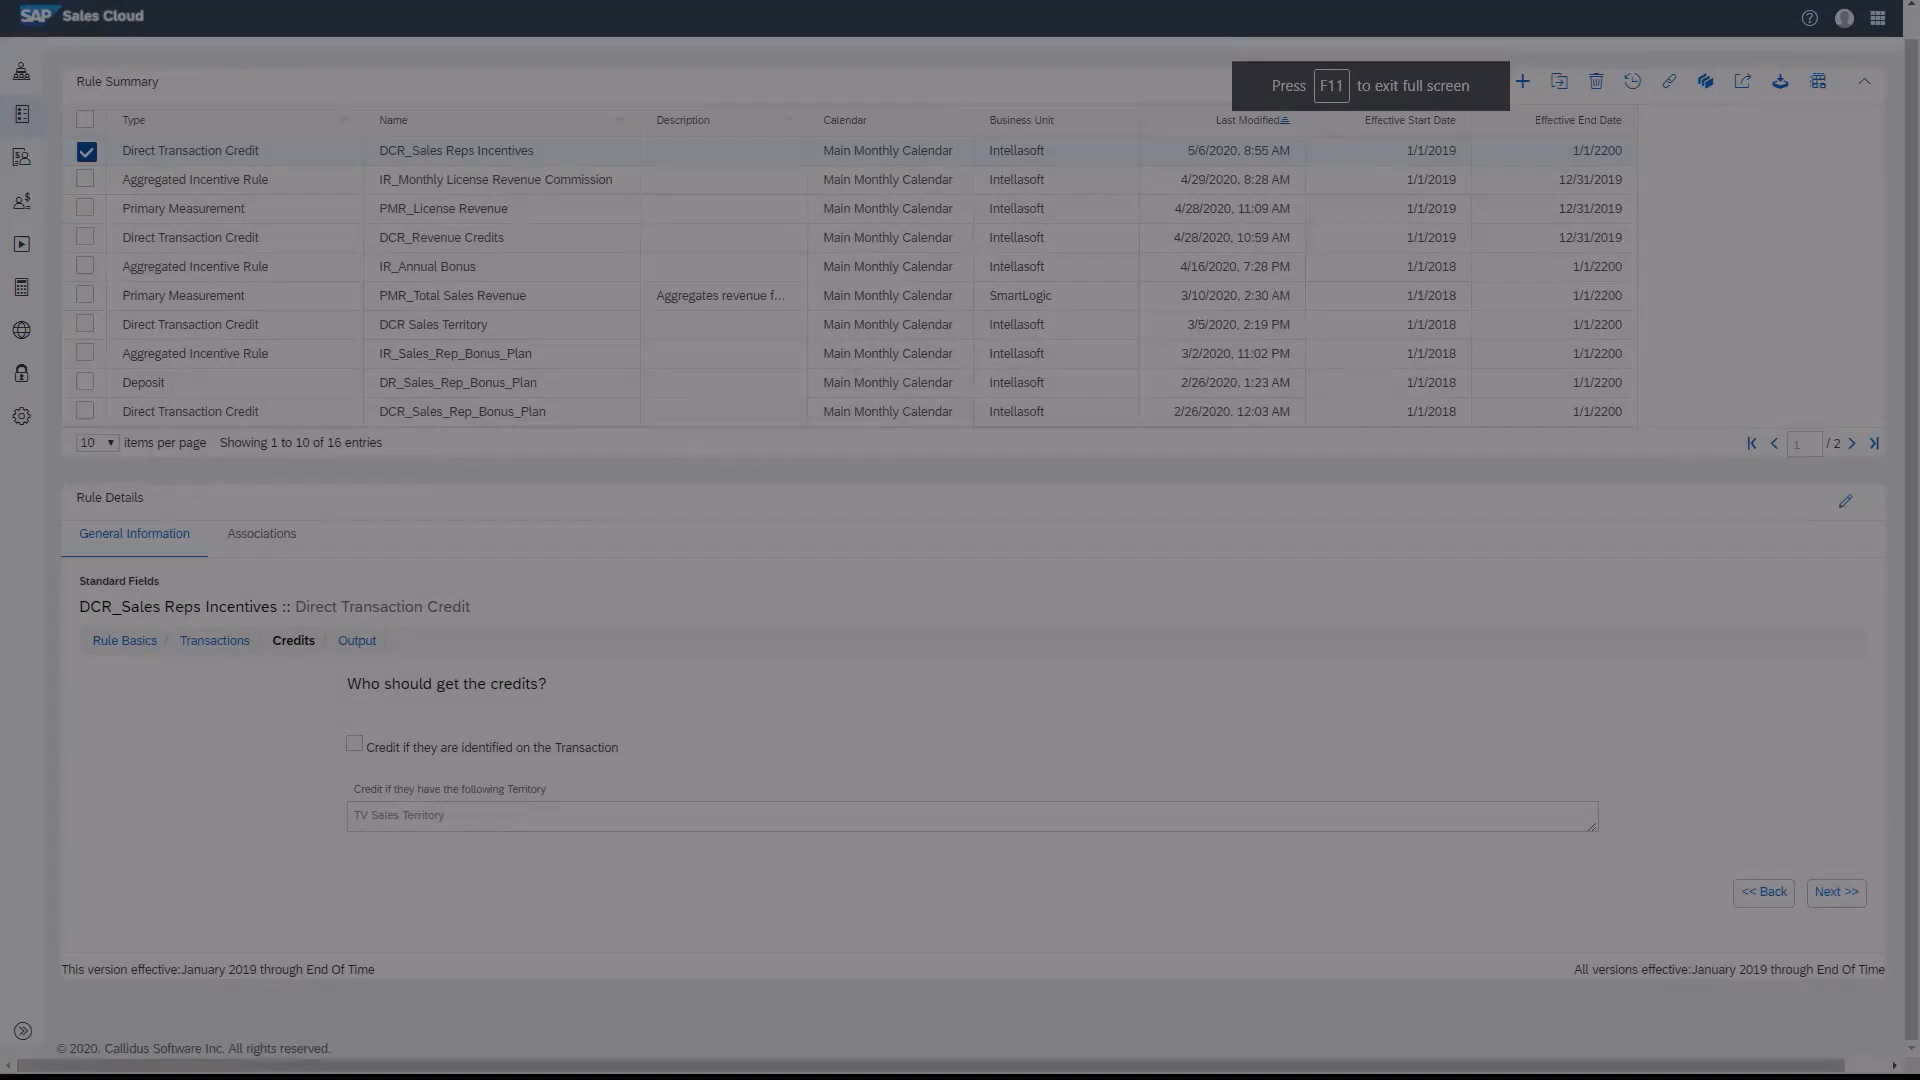 SAP Sales Cloud
Rule Summary
Press F11 to exit full screen
Type Name Description Calendar Business Unit Last Modified Effective Start Date Effective End Date
Direct Transaction Credit DCR_Sales Reps Incentives Main Monthly Calendar Intellasoft 5/6/2020, 8:55 AM 1/1/2019 1/1/2200
Aggregated Incentive Rule IR_Monthly License Revenue Commission Main Monthly Calendar Intellasoft 4/29/2020, 8:28 AM 1/1/2019 12/31/2019
Primary Measurement PMR_License Revenue Main Monthly Calendar Intellasoft 4/28/2020, 11:09 AM 1/1/2019 12/31/2019
Direct Transaction Credit DCR_Revenue Credits Main Monthly Calendar Intellasoft 4/28/2020, 10:59 AM 1/1/2019 12/31/2019
Aggregated Incentive Rule IR_Annual Bonus Main Monthly Calendar Intellasoft 4/16/2020, 7:28 PM 1/1/2018 1/1/2200
Primary Measurement PMR_Total Sales Revenue Aggregates revenue f... Main Monthly Calendar SmartLogic 3/10/2020, 2:30 AM 1/1/2018 1/1/2200
Direct Transaction Credit DCR Sales Territory Main Monthly Calendar Intellasoft 3/5/2020, 2:19 PM 1/1/2018 1/1/2200
Aggregated Incentive Rule IR_Sales_Rep_Bonus_Plan Main Monthly Calendar Intellasoft 3/2/2020, 11:02 PM 1/1/2018 1/1/2200
Deposit DR_Sales_Rep_Bonus_Plan Main Monthly Calendar Intellasoft 2/26/2020, 1:23 AM 1/1/2018 1/1/2200
Direct Transaction Credit DCR_Sales_Rep_Bonus_Plan Main Monthly Calendar Intellasoft 2/26/2020, 12:03 AM 1/1/2018 1/1/2200
10 items per page Showing 1 to 10 of 16 entries 1 / 2
Rule Details
General Information Associations
Standard Fields
DCR_Sales Reps Incentives :: Direct Transaction Credit
Rule Basics / Transactions / Credits / Output
Who should get the credits?
Credit if they are identified on the Transaction
Credit if they have the following Territory
TV Sales Territory
<< Back Next >>
This version effective:January 2019 through End Of Time All versions effective:January 2019 through End Of Time
© 2020. Callidus Software Inc. All rights reserved.